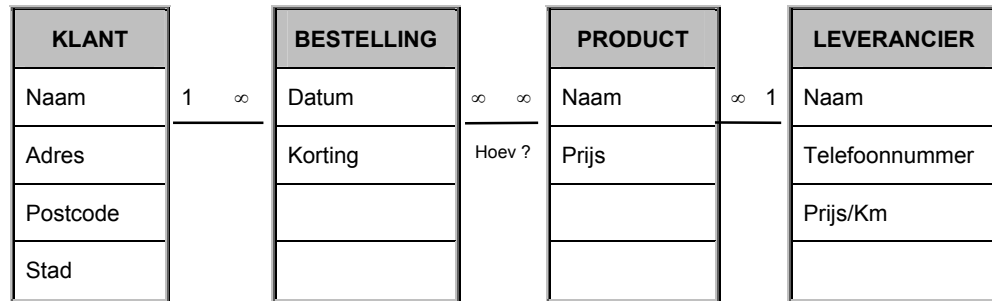 KLANT BESTELLING PRODUCT LEVERANCIER
Naam 1 ∞ Datum ∞ ∞ Naam ∞ 1 Naam
Adres Korting Hoev ? Prijs Telefoonnummer
Postcode Prijs/Km
Stad